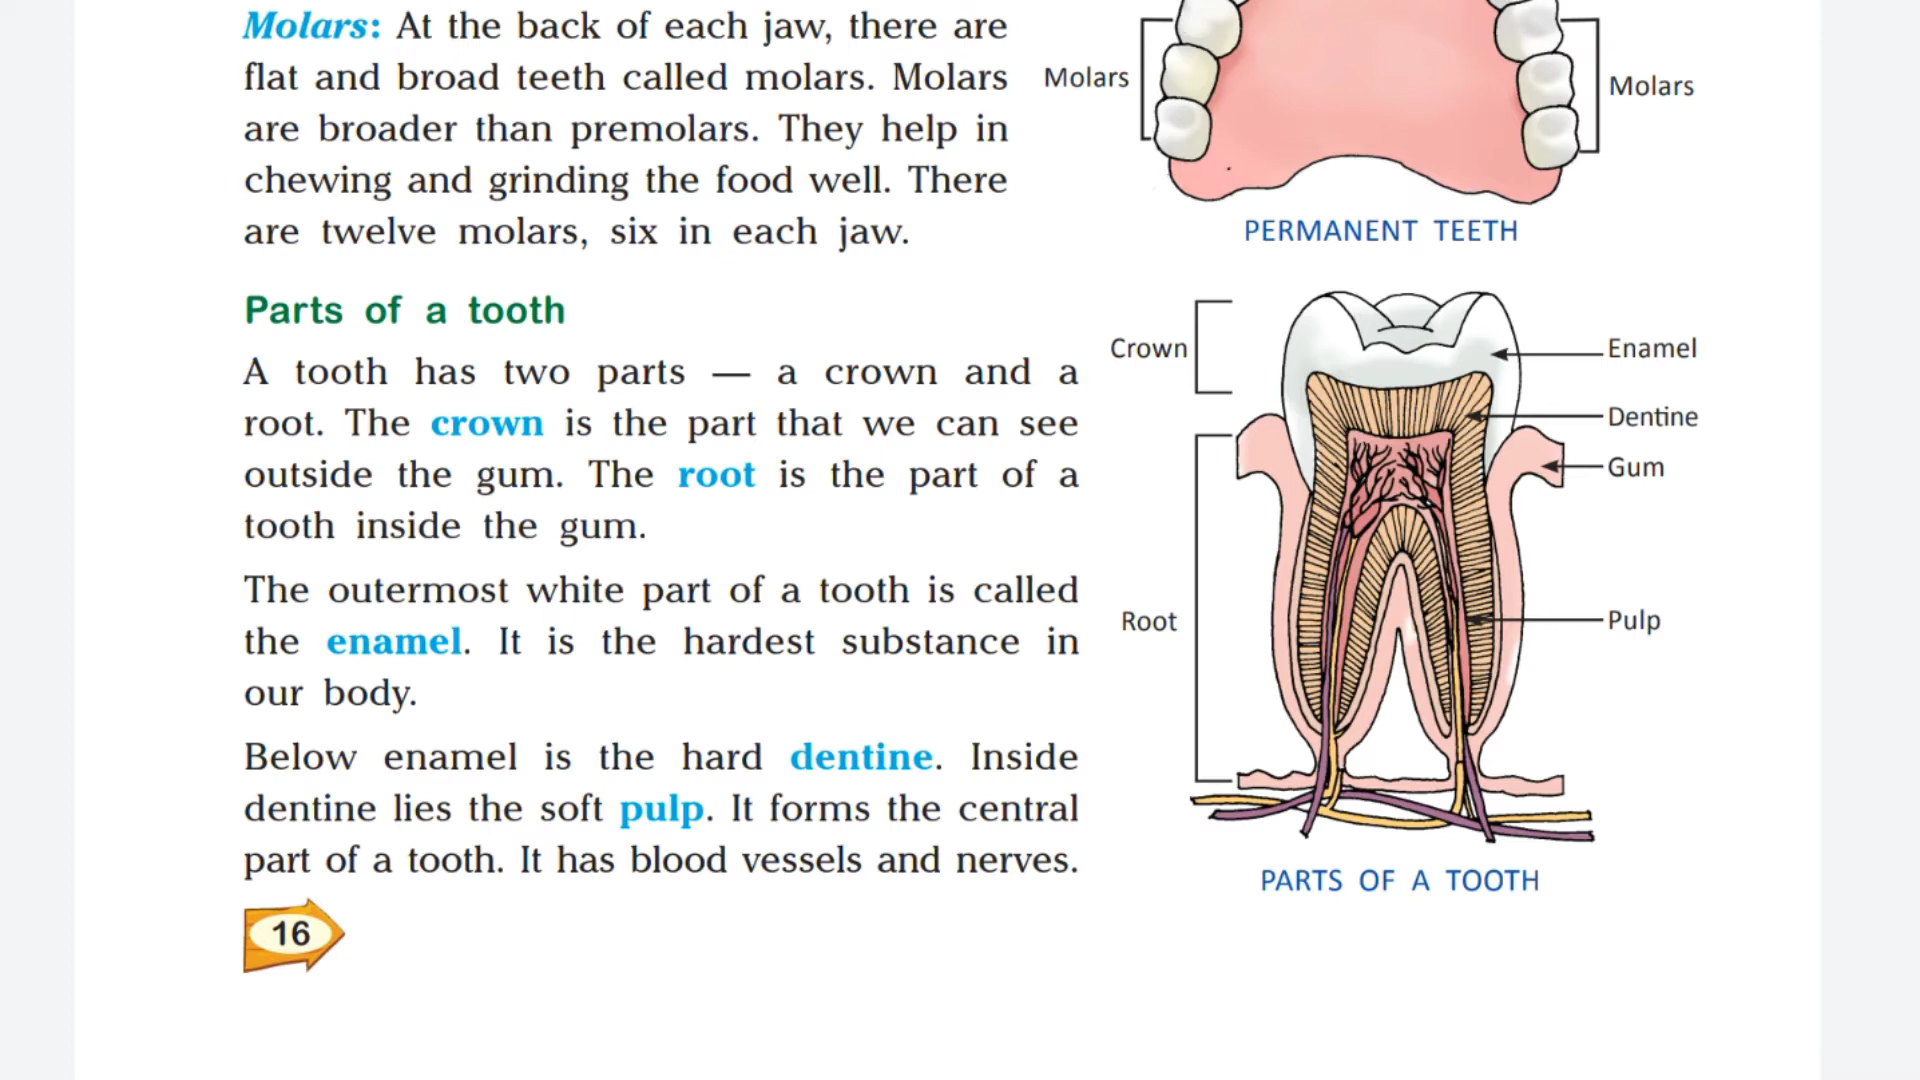 Molars: At the back of each jaw, there are
flat and broad teeth called molars. Molars
are broader than premolars. They help in
chewing and grinding the food well. There
are twelve molars, six in each jaw.
Molars
Molars
PERMANENT TEETH
Parts of a tooth
A tooth has two parts — a crown and a
root. The crown is the part that we can see
outside the gum. The root is the part of a
tooth inside the gum.
The outermost white part of a tooth is called
the enamel. It is the hardest substance in
our body.
Below enamel is the hard dentine. Inside
dentine lies the soft pulp. It forms the central
part of a tooth. It has blood vessels and nerves.
Crown
Root
Enamel
Dentine
Gum
Pulp
PARTS OF A TOOTH
16